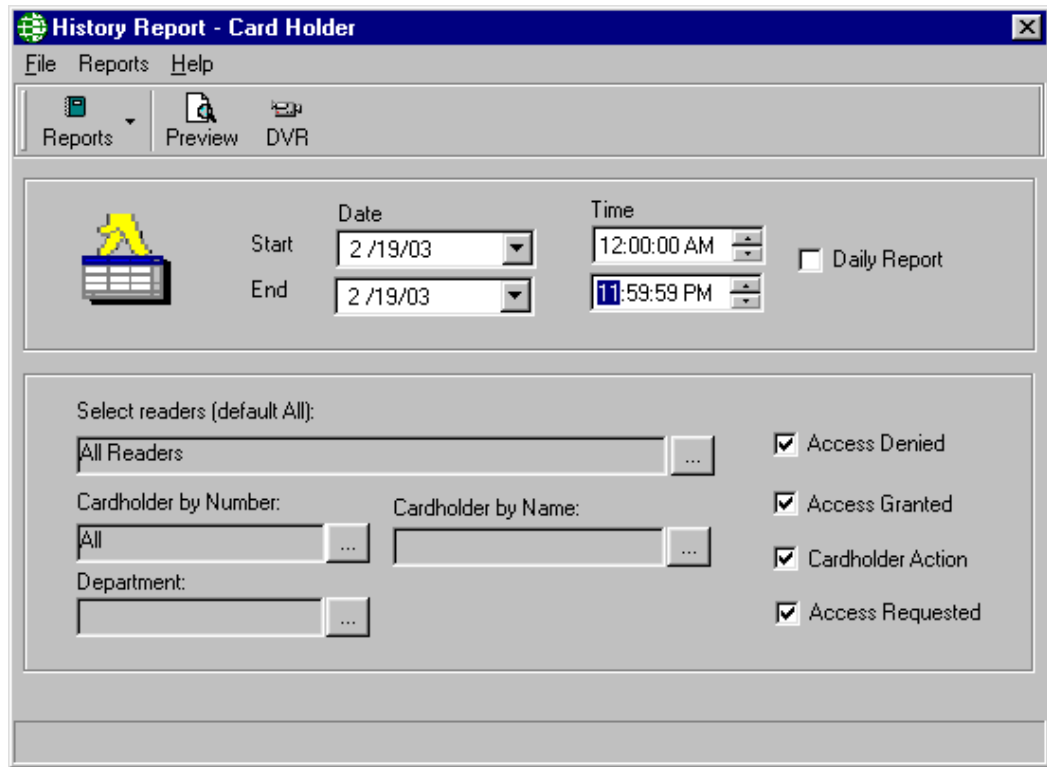 History Report - Card Holder
File Reports Help
Reports Preview DVR
Date Time
Start 2 /19/03 12:00:00 AM Daily Report
End 2 /19/03 11:59:59 PM
Select readers (default All):
All Readers ... Access Denied
Cardholder by Number: Cardholder by Name: Access Granted
All ... ... Cardholder Action
Department:
... Access Requested